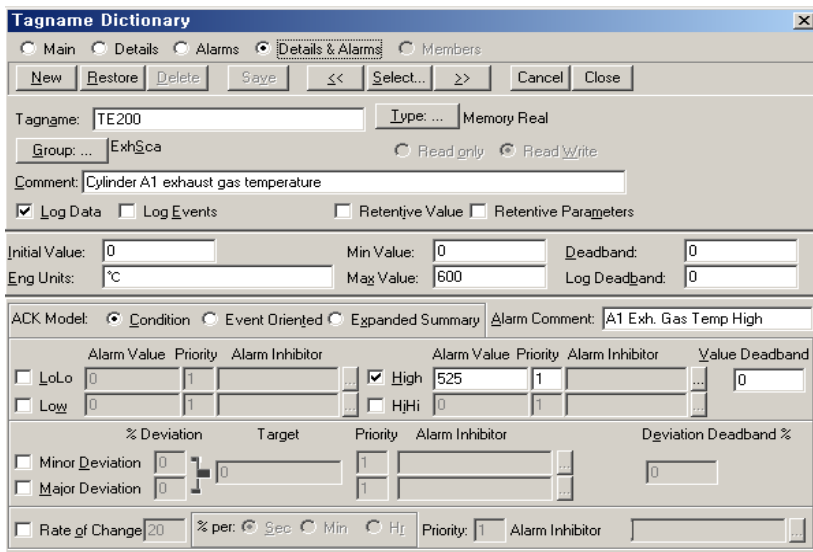 Tagname Dictionary
Main Details Alarms Details & Alarms Members
New Restore Delete Save << Select... >> Cancel Close
Tagname: TE200 Type: ... Memory Real
Group: ... ExhSca Read only Read Write
Comment: Cylinder A1 exhaust gas temperature
Log Data Log Events Retentive Value Retentive Parameters
Initial Value: 0 Min Value: 0 Deadband: 0
Eng Units: ℃ Max Value: 600 Log Deadband: 0
ACK Model: Condition Event Oriented Expanded Summary Alarm Comment: A1 Exh. Gas Temp High
Alarm Value Priority Alarm Inhibitor Alarm Value Priority Alarm Inhibitor Value Deadband
LoLo 0 1 ... High 525 1 ... 0
Low 0 1 ... HiHi 0 1 ...
% Deviation Target Priority Alarm Inhibitor Deviation Deadband %
Minor Deviation 0 0 1 ... 0
Major Deviation 0 1 ...
Rate of Change 20 % per: Sec Min Hr Priority: 1 Alarm Inhibitor ...